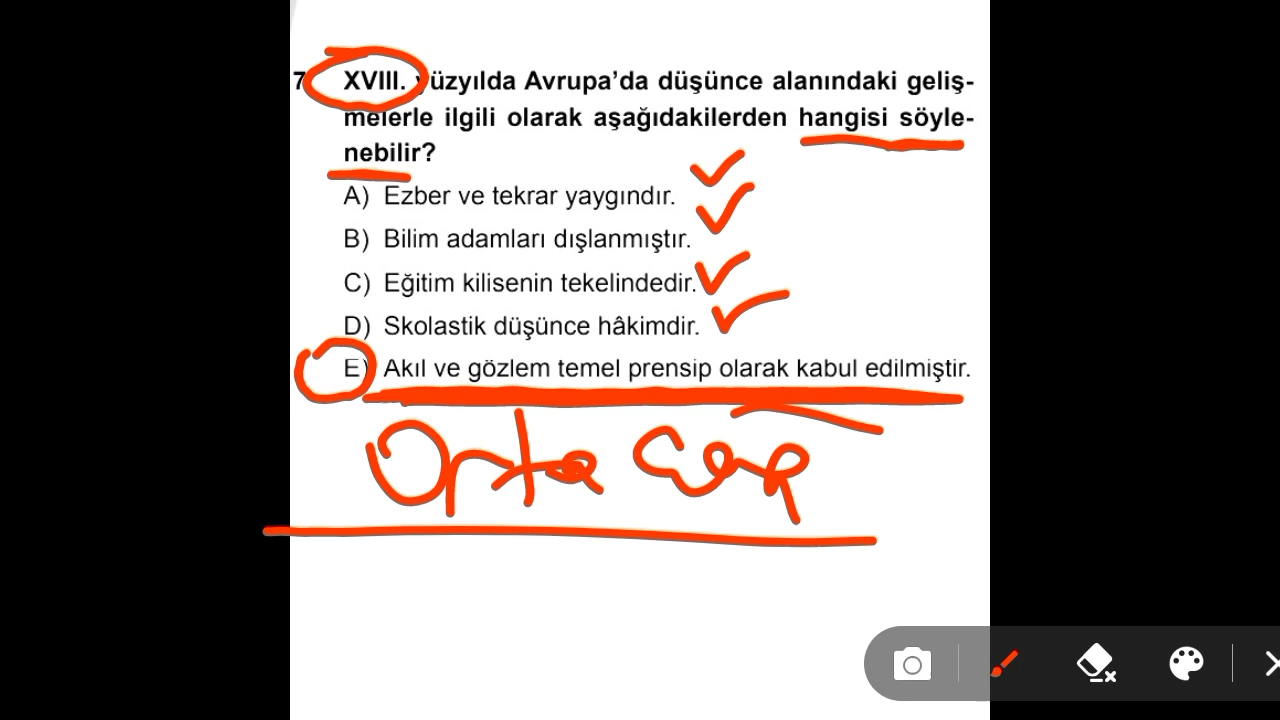 7 XVIII. yüzyılda Avrupa'da düşünce alanındaki geliş-
melerle ilgili olarak aşağıdakilerden hangisi söyle-
nebilir?
A) Ezber ve tekrar yaygındır.
B) Bilim adamları dışlanmıştır.
C) Eğitim kilisenin tekelindedir.
D) Skolastik düşünce hâkimdir.
E) Akıl ve gözlem temel prensip olarak kabul edilmiştir.
Orta Çağ